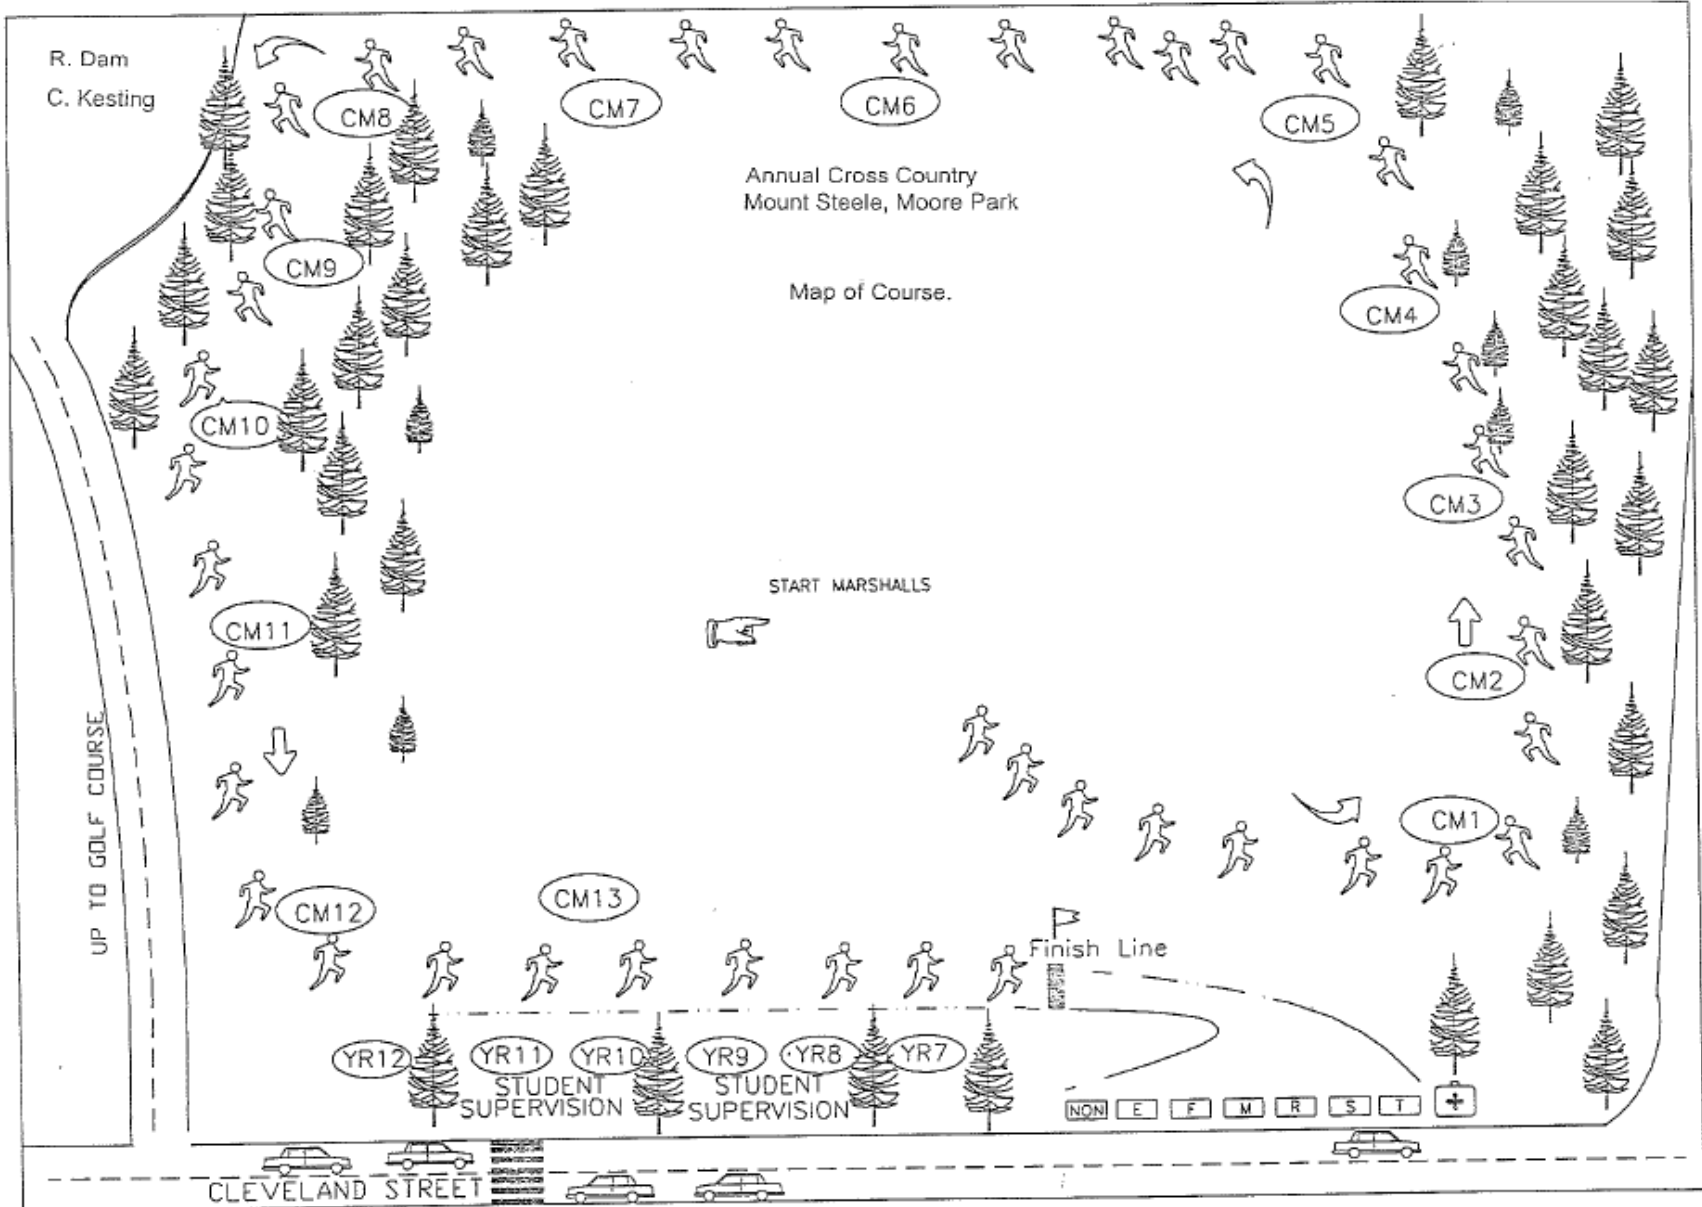 R. Dam
C. Kesting
CM8
CM7
CM6
CM5
Annual Cross Country
Mount Steele, Moore Park
Map of Course.
CM9
CM4
CM10
CM3
START MARSHALLS
CM11
CM2
UP TO GOLF COURSE
CM1
CM12
CM13
Finish Line
YR12
YR11
YR10
YR9
YR8
YR7
STUDENT
SUPERVISION
STUDENT
SUPERVISION
NON E F M R S T
CLEVELAND STREET